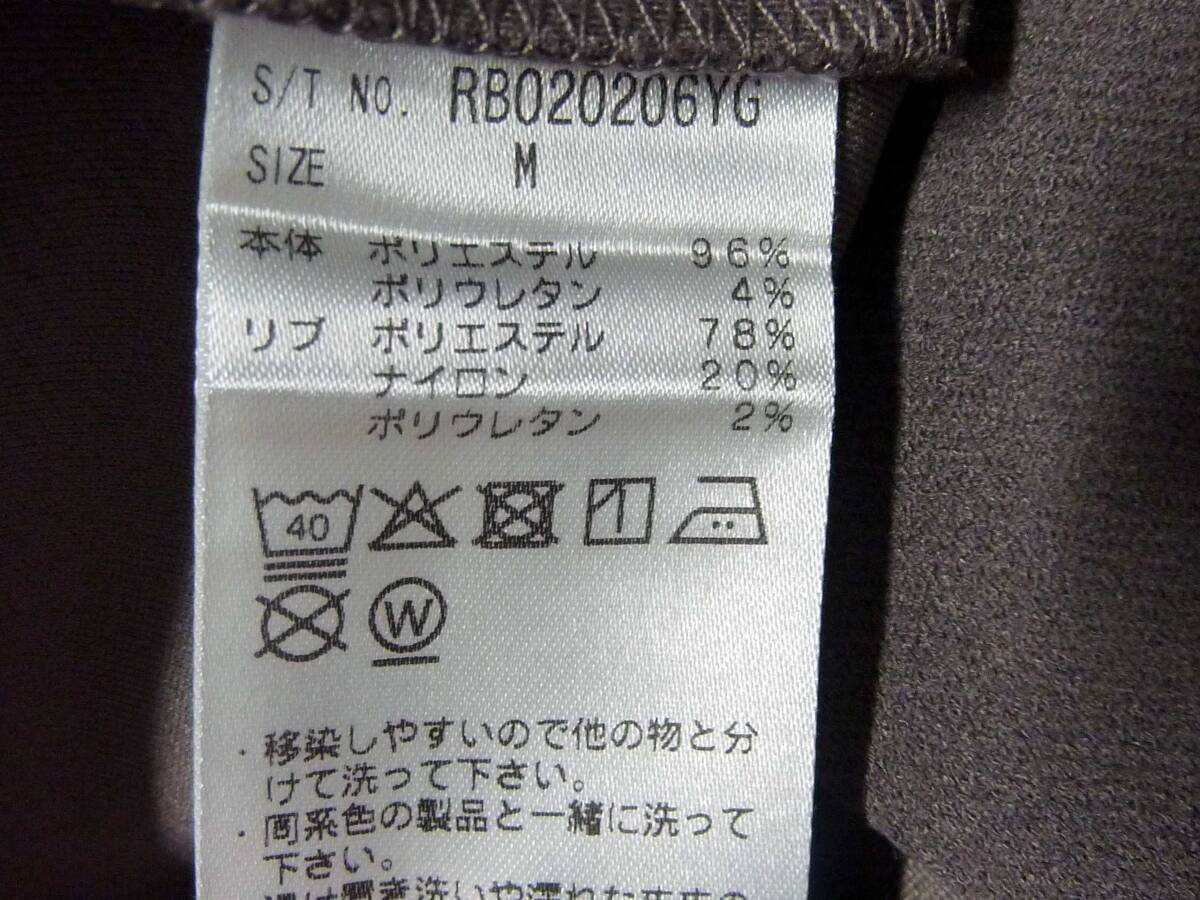 S/T NO. RB020206YG
SIZE M
本体 ポリエステル 96%
ポリウレタン 4%
リブ ポリエステル 78%
ナイロン 20%
ポリウレタン 2%
40
W
・移染しやすいので他の物と分
けて洗って下さい。
・同系色の製品と一緒に洗って
下さい。